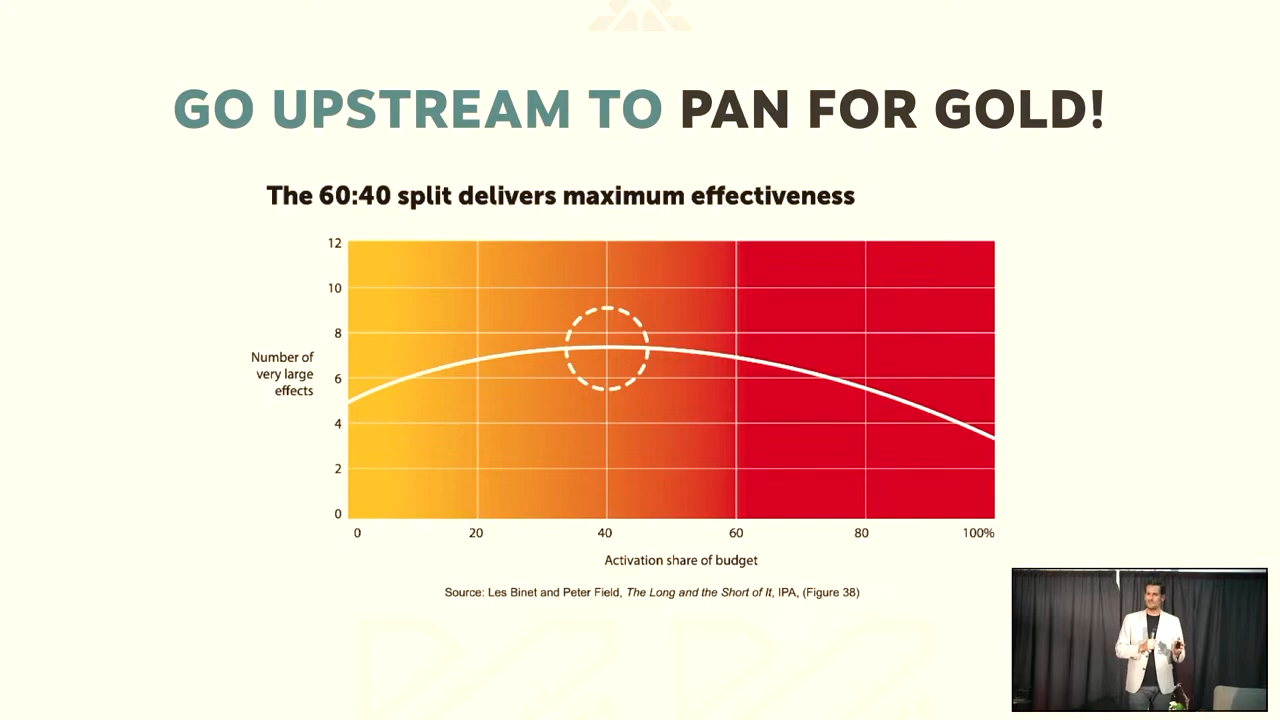 GO UPSTREAM TO PAN FOR GOLD!
The 60:40 split delivers maximum effectiveness
12
10
8
6
4
2
0
Number of
very large
effects
0 20 40 60 80 100%
Activation share of budget
Source: Les Binet and Peter Field, The Long and the Short of It, IPA, (Figure 38)